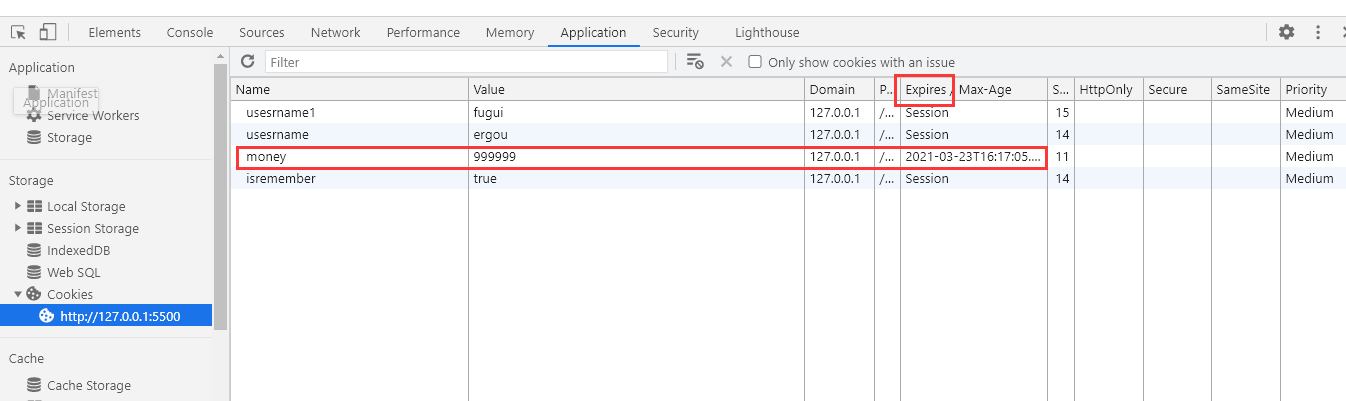 Elements Console Sources Network Performance Memory Application Security Lighthouse
Application
Manifest
Application
Service Workers
Storage
Storage
Local Storage
Session Storage
IndexedDB
Web SQL
Cookies
http://127.0.0.1:5500
Cache
Cache Storage
Filter Only show cookies with an issue
Name Value Domain P... Expires / Max-Age S... HttpOnly Secure SameSite Priority
usesrname1 fugui 127.0.0.1 /... Session 15 Medium
usesrname ergou 127.0.0.1 /... Session 14 Medium
money 999999 127.0.0.1 /... 2021-03-23T16:17:05.... 11 Medium
isremember true 127.0.0.1 /... Session 14 Medium